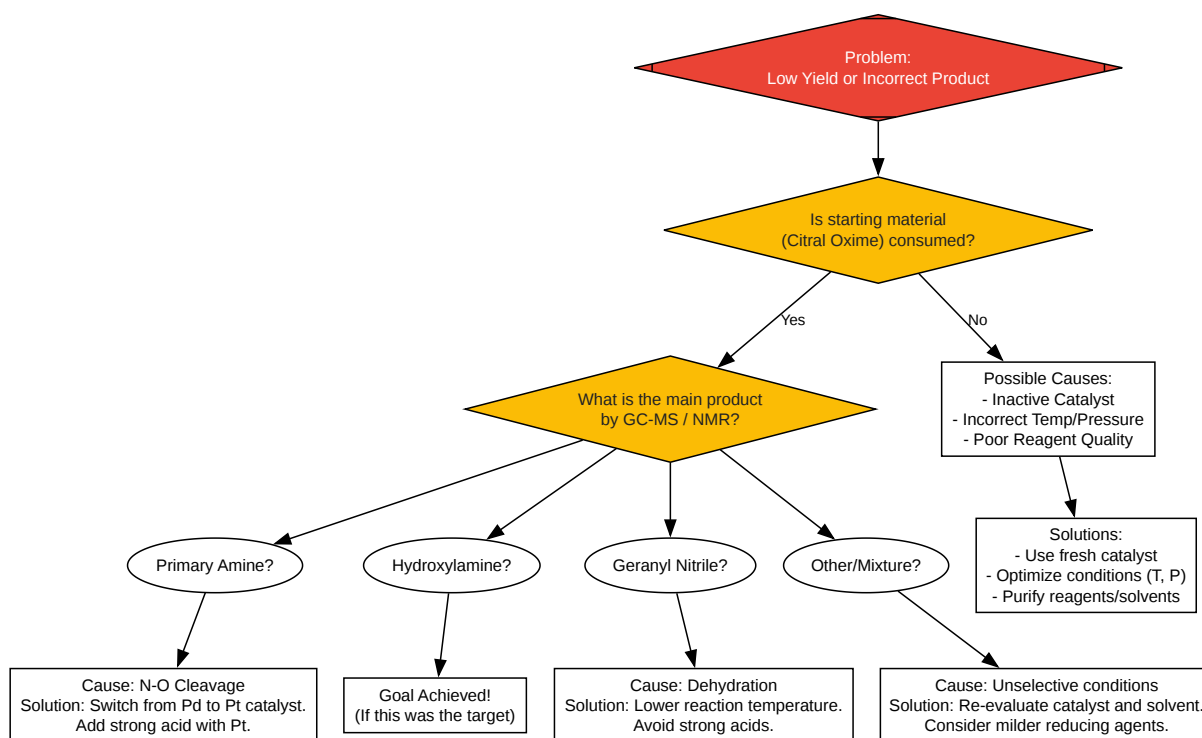 Problem:
Low Yield or Incorrect Product
Is starting material
(Citral Oxime) consumed?
Yes
No
What is the main product
by GC-MS / NMR?
Possible Causes:
- Inactive Catalyst
- Incorrect Temp/Pressure
- Poor Reagent Quality
Solutions:
- Use fresh catalyst
- Optimize conditions (T, P)
- Purify reagents/solvents
Primary Amine?
Hydroxylamine?
Geranyl Nitrile?
Other/Mixture?
Cause: N-O Cleavage
Solution: Switch from Pd to Pt catalyst.
Add strong acid with Pt.
Goal Achieved!
(If this was the target)
Cause: Dehydration
Solution: Lower reaction temperature.
Avoid strong acids.
Cause: Unselective conditions
Solution: Re-evaluate catalyst and solvent.
Consider milder reducing agents.